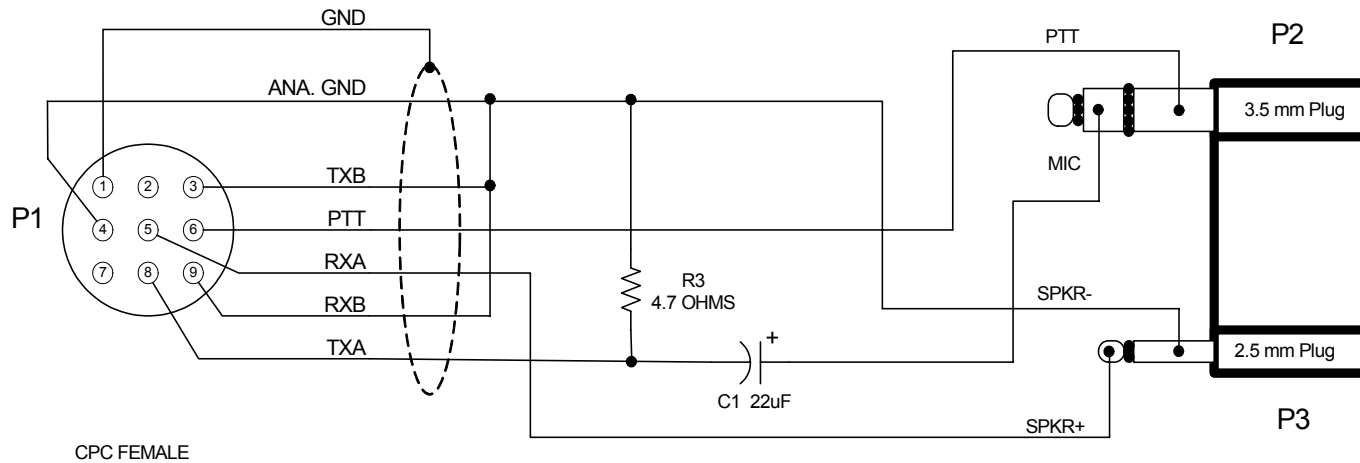 GND
PTT
P2
ANA. GND
3.5 mm Plug
MIC
P1
1
2
3
TXB
4
5
6
PTT
RXA
7
8
9
R3
4.7 OHMS
RXB
SPKR-
TXA
+
2.5 mm Plug
C1 22uF
SPKR+
P3
CPC FEMALE